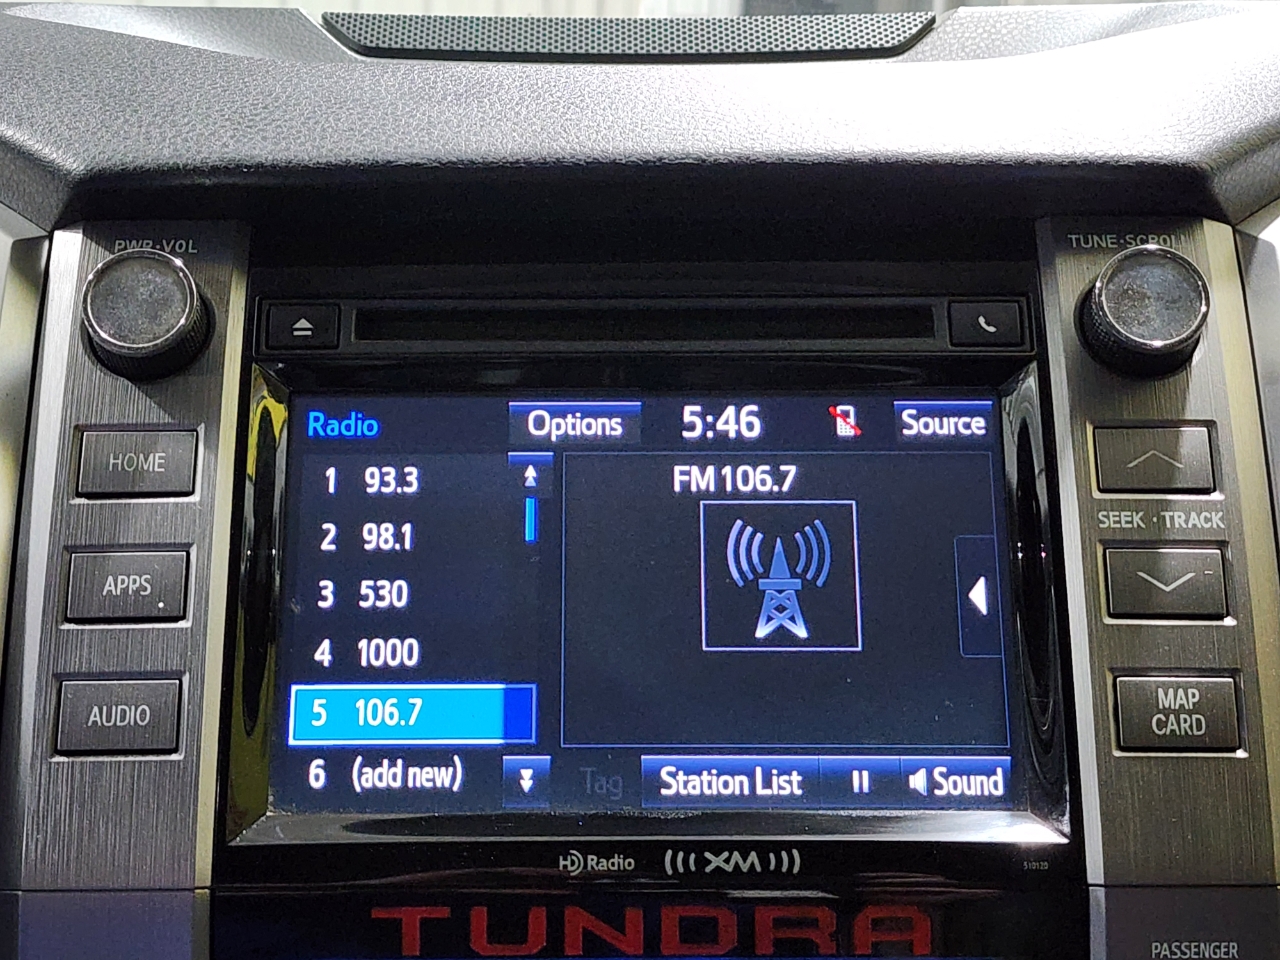 PWR·VOL
TUNE·SCROLL
Radio
Options
5:46
Source
HOME
1 93.3
FM106.7
2 98.1
SEEK · TRACK
APPS
3 530
4 1000
AUDIO
5 106.7
MAP
CARD
6 (add new)
Tag
Station List
Sound
HD Radio
((( XM )))
510120
TUNDRA
PASSENGER